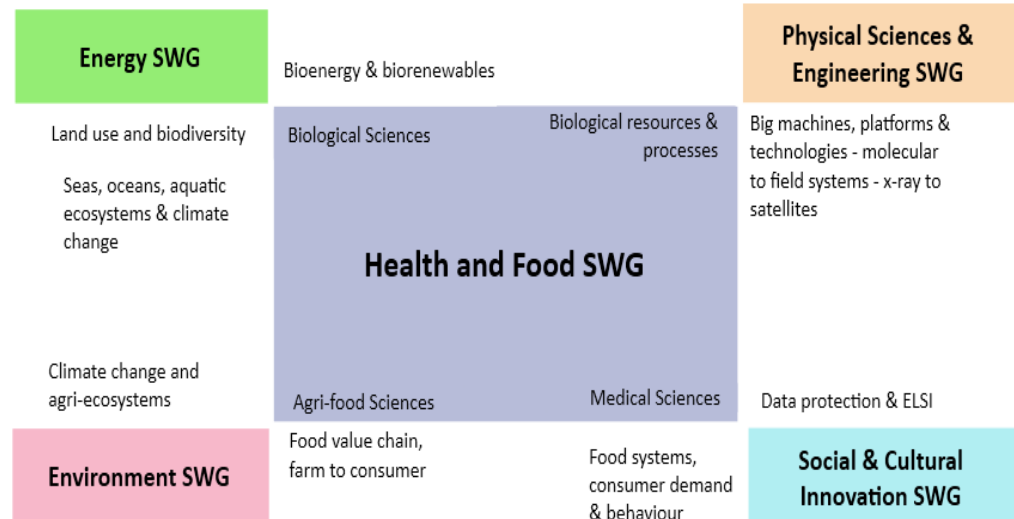 Energy SWG
Bioenergy & biorenewables
Physical Sciences &
Engineering SWG
Land use and biodiversity
Seas, oceans, aquatic
ecosystems & climate
change
Biological Sciences
Biological resources &
processes
Big machines, platforms &
technologies - molecular
to field systems - x-ray to
satellites
Health and Food SWG
Climate change and
agri-ecosystems
Agri-food Sciences
Medical Sciences
Data protection & ELSI
Environment SWG
Food value chain,
farm to consumer
Food systems,
consumer demand
& behaviour
Social & Cultural
Innovation SWG